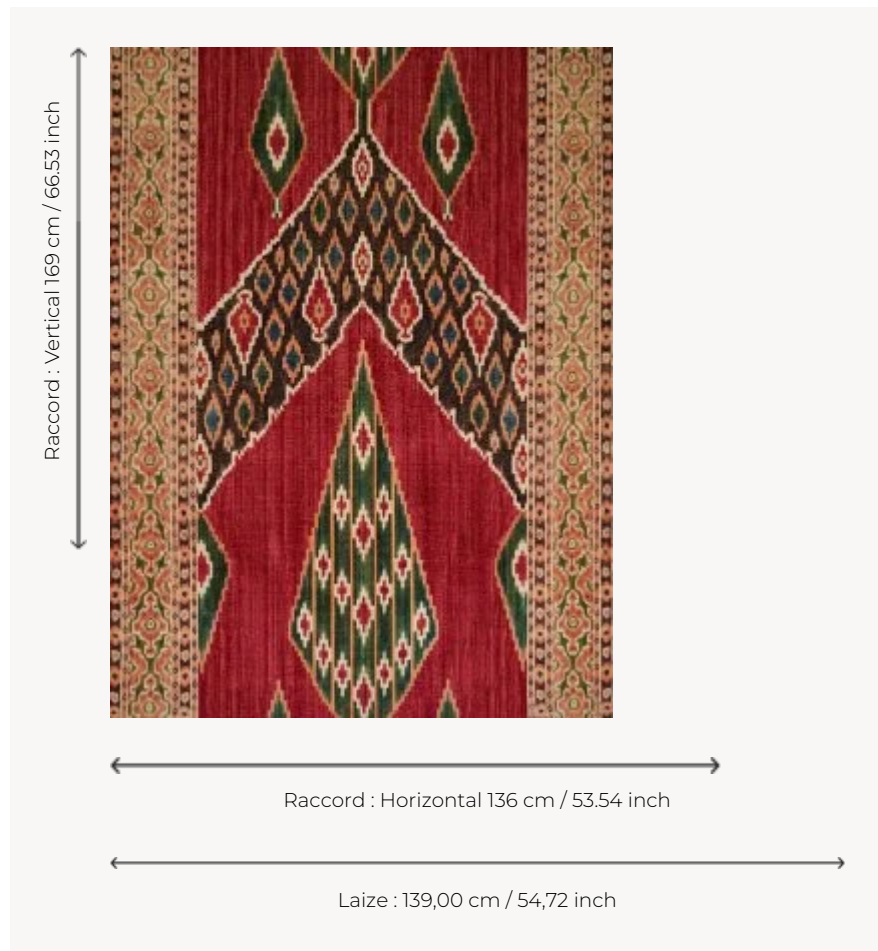 Raccord : Vertical 169 cm / 66.53 inch
Raccord : Horizontal 136 cm / 53.54 inch
Laize : 139,00 cm / 54,72 inch